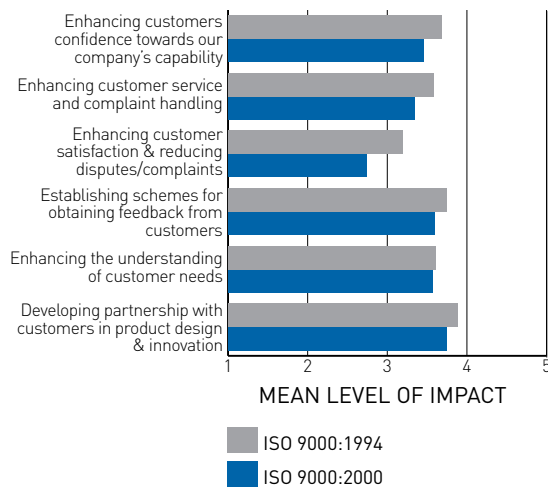 Enhancing customers
confidence towards our
company's capability
Enhancing customer service
and complaint handling
Enhancing customer
satisfaction & reducing
disputes/complaints
Establishing schemes for
obtaining feedback from
customers
Enhancing the understanding
of customer needs
Developing partnership with
customers in product design
& innovation
1 2 3 4 5
MEAN LEVEL OF IMPACT
ISO 9000:1994
ISO 9000:2000